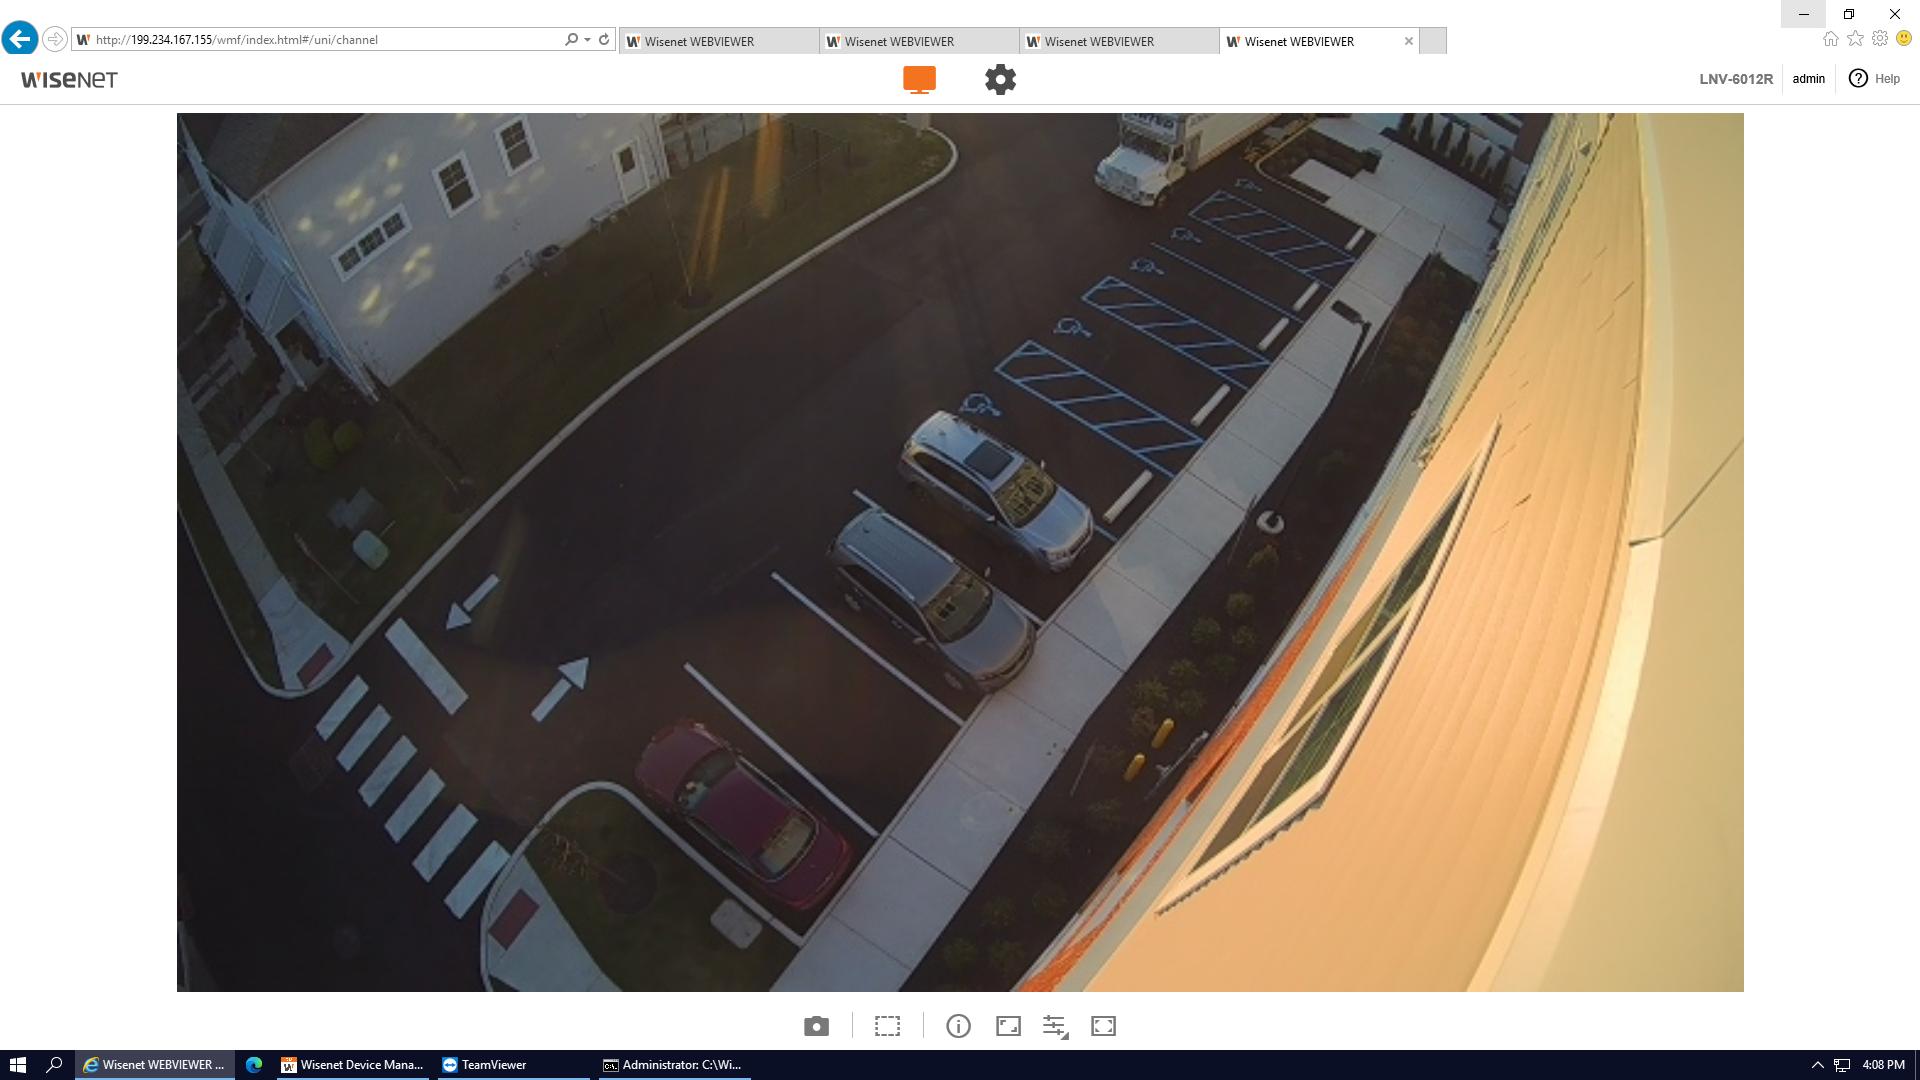 http://199.234.167.155/wmf/index.html#/uni/channel
Wisenet WEBVIEWER
Wisenet WEBVIEWER
Wisenet WEBVIEWER
Wisenet WEBVIEWER
WISENET
LNV-6012R
admin
Help
Wisenet WEBVIEWER ...
Wisenet Device Mana...
TeamViewer
Administrator: C:\Wi...
4:08 PM